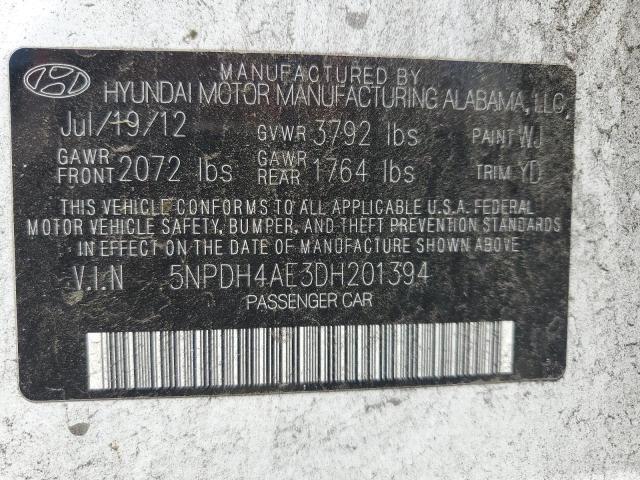 MANUFACTURED BY
HYUNDAI MOTOR MANUFACTURING ALABAMA, LLC
Jul/19/12 GVWR 3792 lbs PAINT WJ
GAWR FRONT 2072 lbs GAWR REAR 1764 lbs TRIM YD
THIS VEHICLE CONFORMS TO ALL APPLICABLE U.S.A. FEDERAL
MOTOR VEHICLE SAFETY, BUMPER, AND THEFT PREVENTION STANDARDS
IN EFFECT ON THE DATE OF MANUFACTURE SHOWN ABOVE.
V.I.N 5NPDH4AE3DH201394
PASSENGER CAR